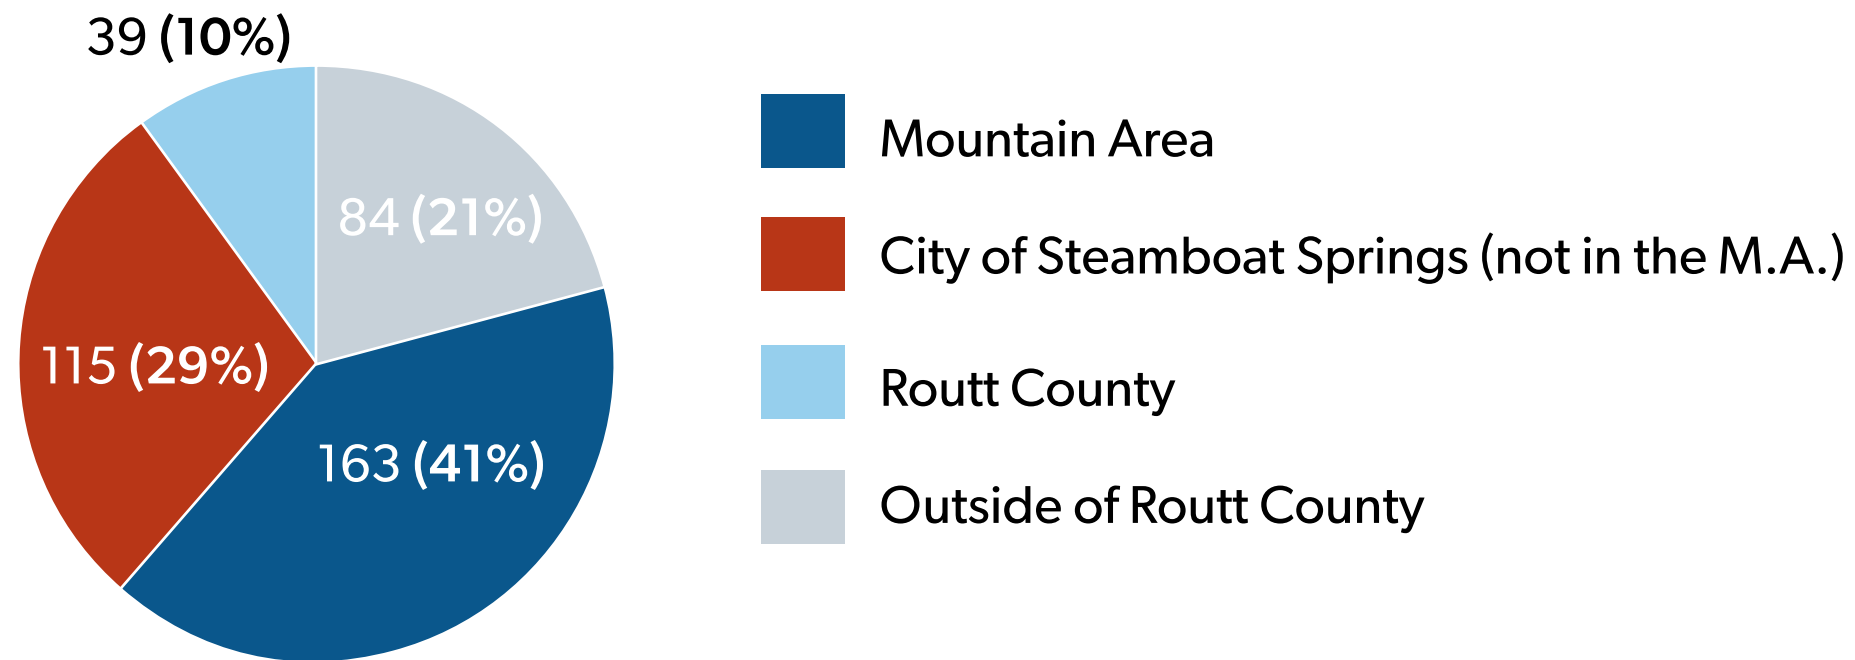 39 (10%)
84 (21%)
115 (29%)
163 (41%)
Mountain Area
City of Steamboat Springs (not in the M.A.)
Routt County
Outside of Routt County